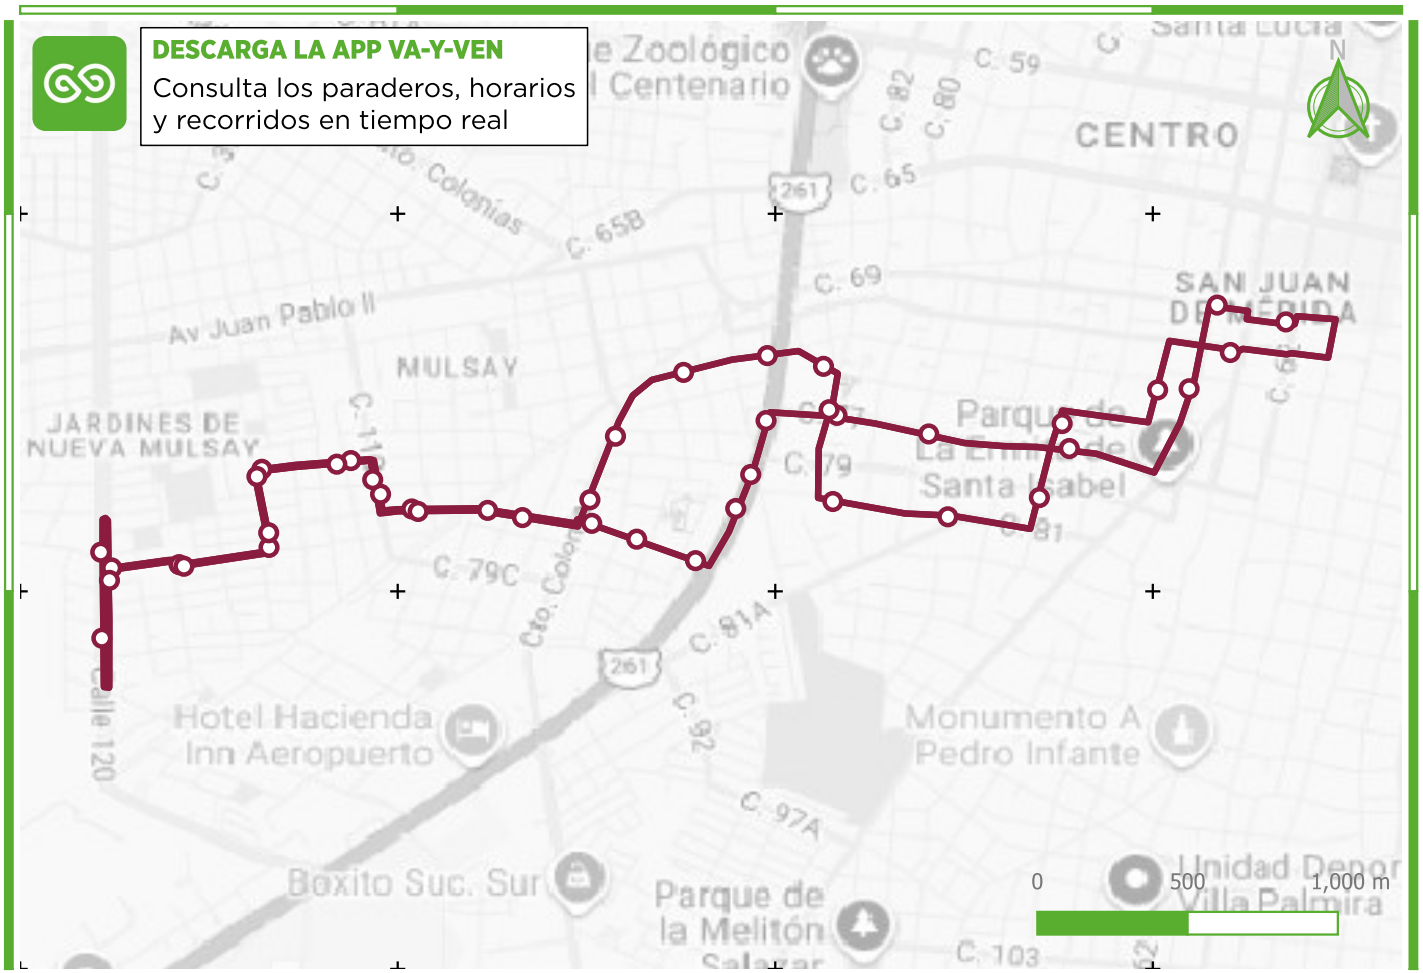 DESCARGA LA APP VA-Y-VEN
Consulta los paraderos, horarios
y recorridos en tiempo real
Zoológico
Centenario
C. 59
Santa Lucía
N
C. 82
C. 80
CENTRO
Cto. Colonias
C. 65B
261
C. 65
C. 69
Av Juan Pablo II
MULSAY
SAN JUAN
DE MÉRIDA
JARDINES DE
NUEVA MULSAY
Parque de
La Ermita de
Santa Isabel
C. 79
C. 81
C. 79C
Cto. Colonias
C. 81A
261
C. 92
Calle 120
Hotel Hacienda
Inn Aeropuerto
Monumento A
Pedro Infante
C. 97A
Boxito Suc. Sur
Parque de
la Melitón
Salazar
Unidad Depor
Villa Palmira
0 500 1,000 m
C. 103
62